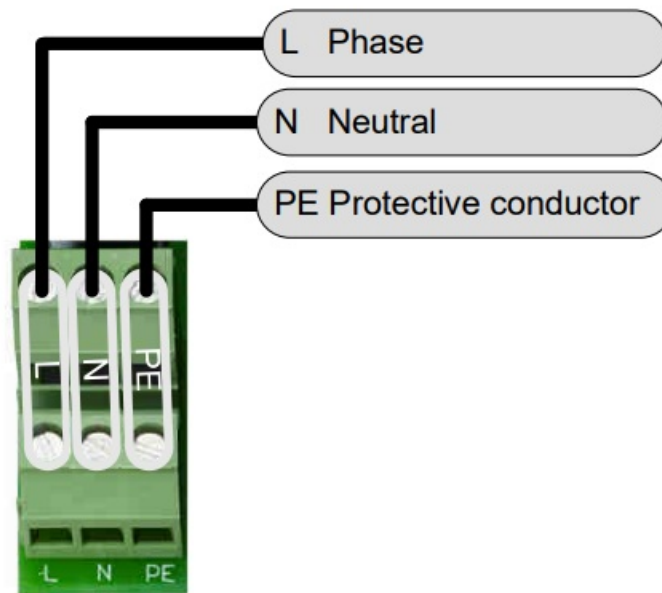 L Phase
N Neutral
PE Protective conductor
L N PE
L N PE